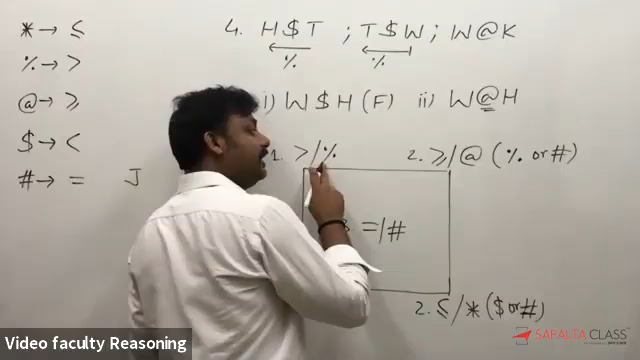 * → ≤
4. H $ T ; T $ W ; W @ K
% %
% → >
@ → ≥
i) W $ H (F) ii) W @ H
$ → <
1. > / % 2. ≥ / @ (% or #)
# → = J
= / #
2. ≤ / * ($ or #)
Video faculty Reasoning
SAFALTA CLASS